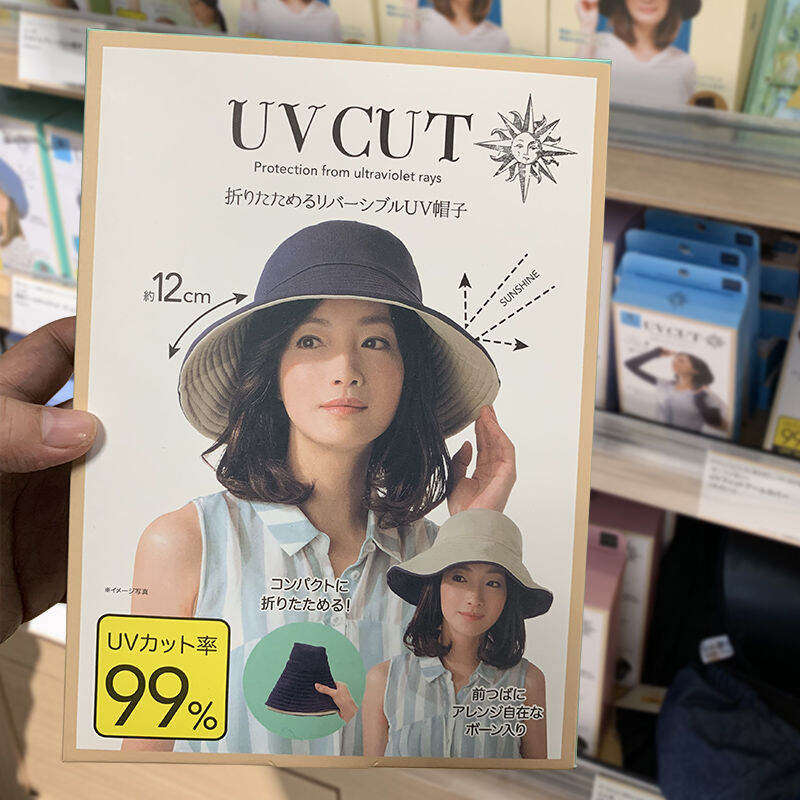 UV CUT
Protection from ultraviolet rays
折りたためるリバーシブルUV帽子
約12cm
SUNSHINE
※イメージ写真
コンパクトに
折りたためる!
UVカット率
99%
前つばに
アレンジ自在な
ボーン入り
UV CUT